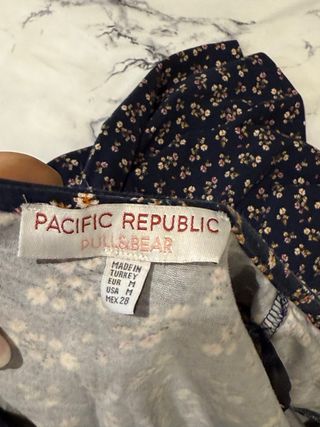 PACIFIC REPUBLIC
PULL&BEAR
MADE IN
TURKEY
EUR M
USA M
MEX 28